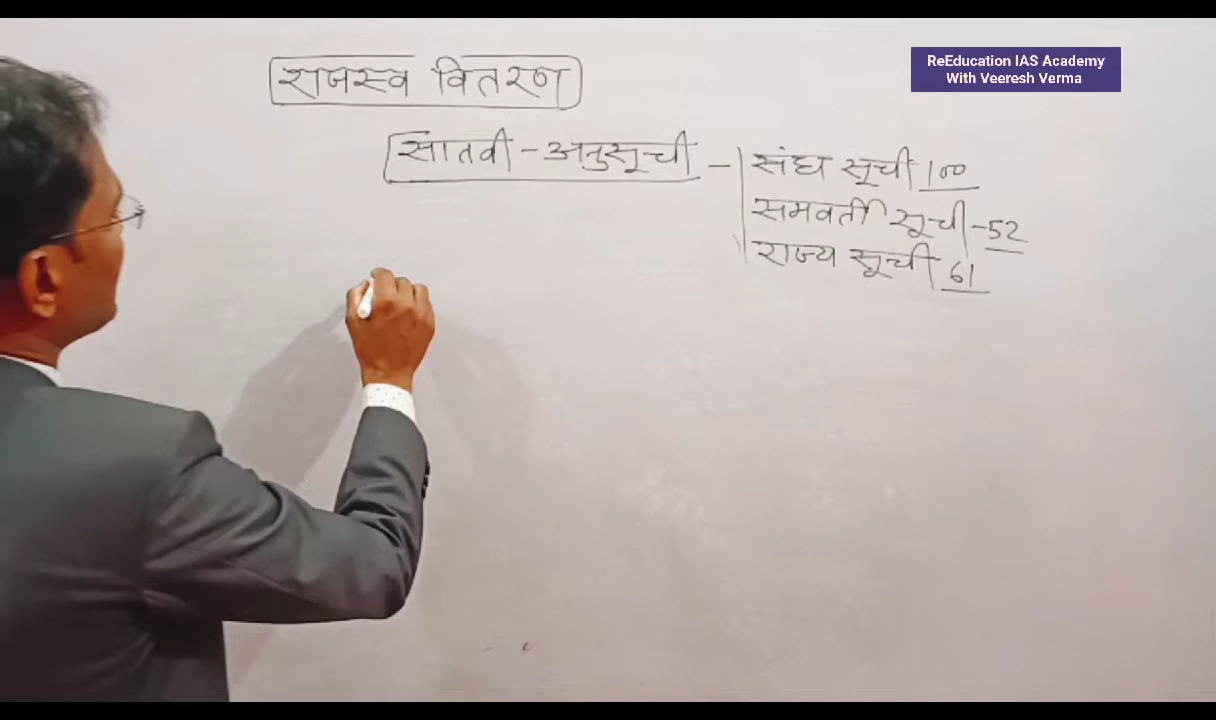 राजस्व वितरण
ReEducation IAS Academy
With Veeresh Verma
सातवी - अनुसूची - संघ सूची 100
समवर्ती सूची - 52
राज्य सूची 61